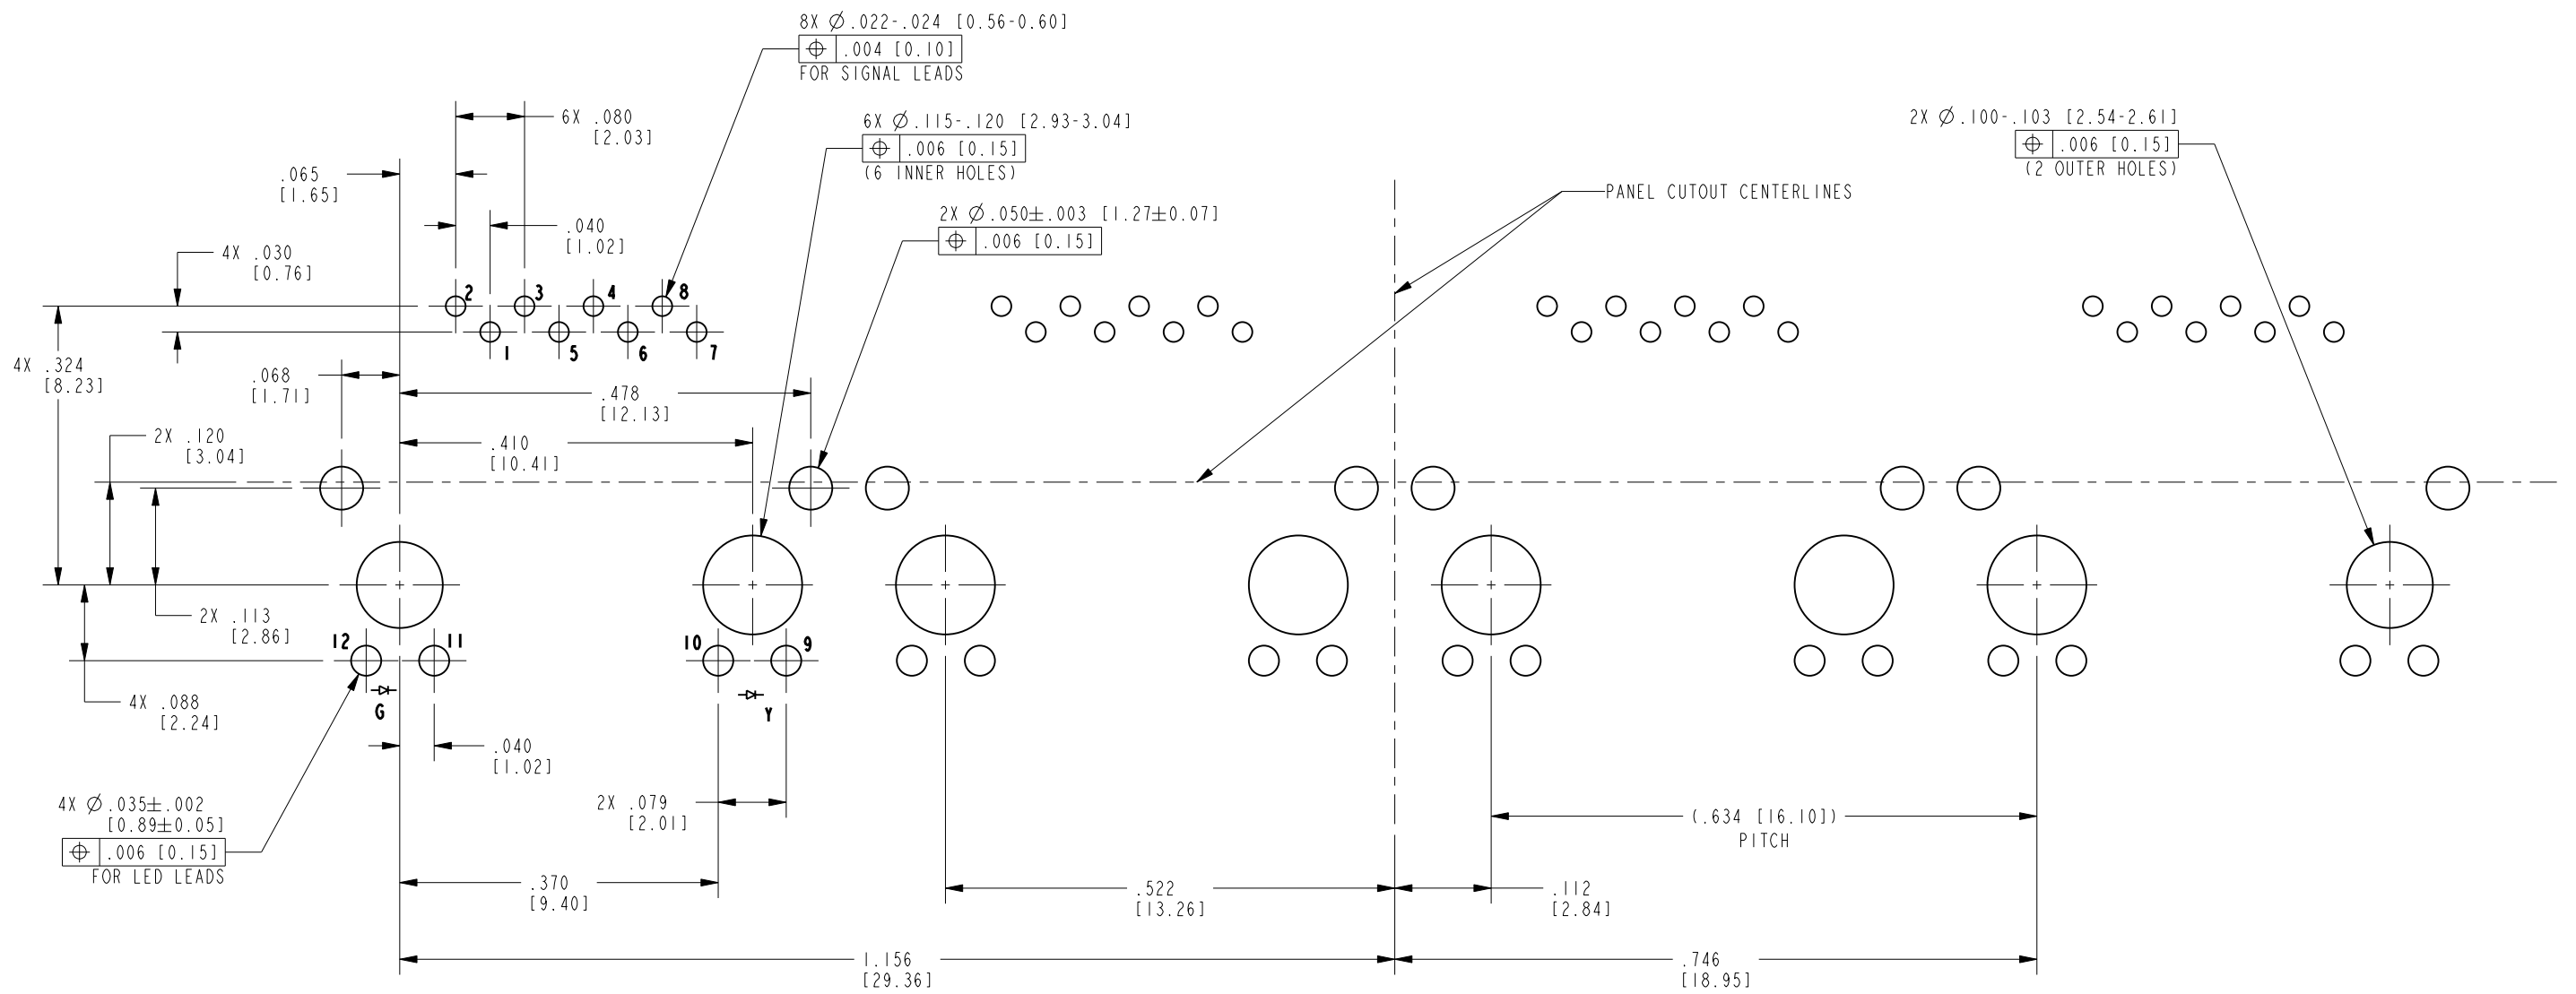 8X Ø.022-.024 [0.56-0.60]
⌖ .004 [0.10]
FOR SIGNAL LEADS
6X .080
[2.03]
6X Ø.115-.120 [2.93-3.04]
⌖ .006 [0.15]
(6 INNER HOLES)
2X Ø.100-.103 [2.54-2.61]
⌖ .006 [0.15]
(2 OUTER HOLES)
.065
[1.65]
PANEL CUTOUT CENTERLINES
2X Ø.050±.003 [1.27±0.07]
⌖ .006 [0.15]
.040
[1.02]
4X .030
[0.76]
2 3 4 8
1 5 6 7
4X .324
[8.23]
.068
[1.71]
.478
[12.13]
2X .120
[3.04]
.410
[10.41]
2X .113
[2.86]
12 11 10 9
4X .088
[2.24]
G Y
.040
[1.02]
4X Ø.035±.002
[0.89±0.05]
⌖ .006 [0.15]
FOR LED LEADS
2X .079
[2.01]
(.634 [16.10])
PITCH
.370
[9.40]
.522
[13.26]
.112
[2.84]
1.156
[29.36]
.746
[18.95]